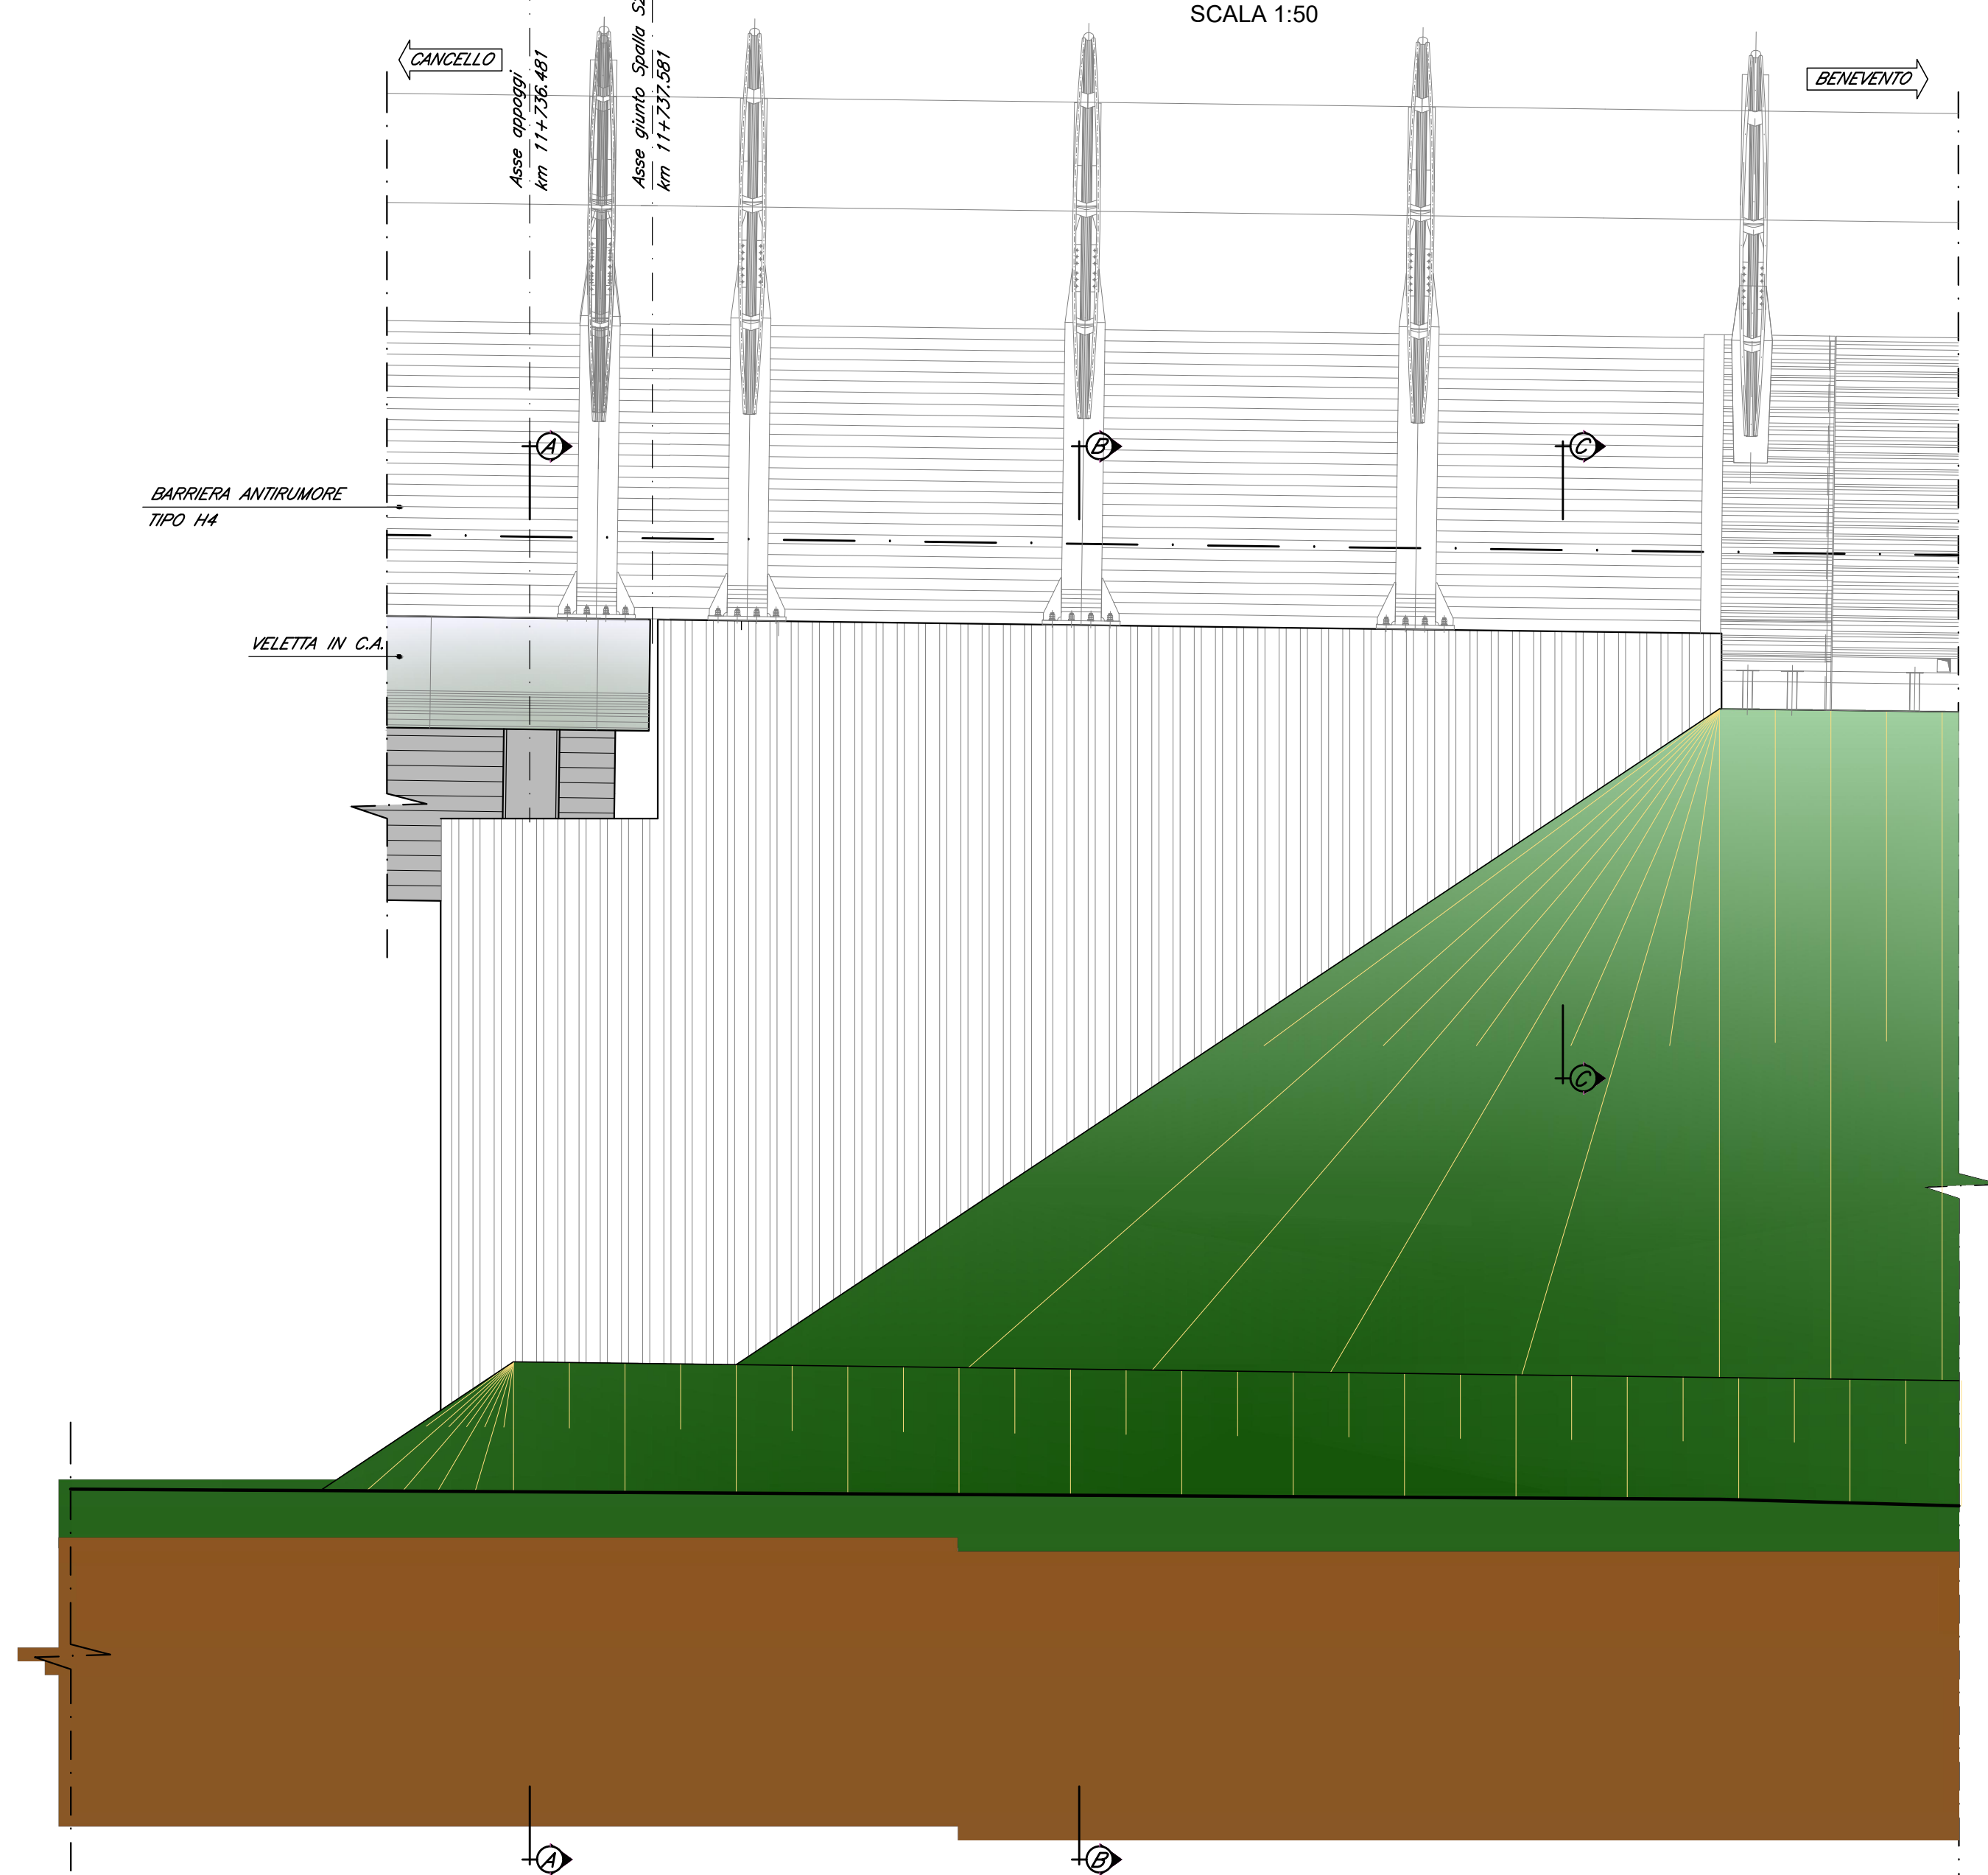 SCALA 1:50
CANCELLO
BENEVENTO
Asse appoggi
km 11+736.481
Asse giunto Spalla
km 11+737.581
A
B
C
BARRIERA ANTIRUMORE
TIPO H4
VELETTA IN C.A.
C
A
B